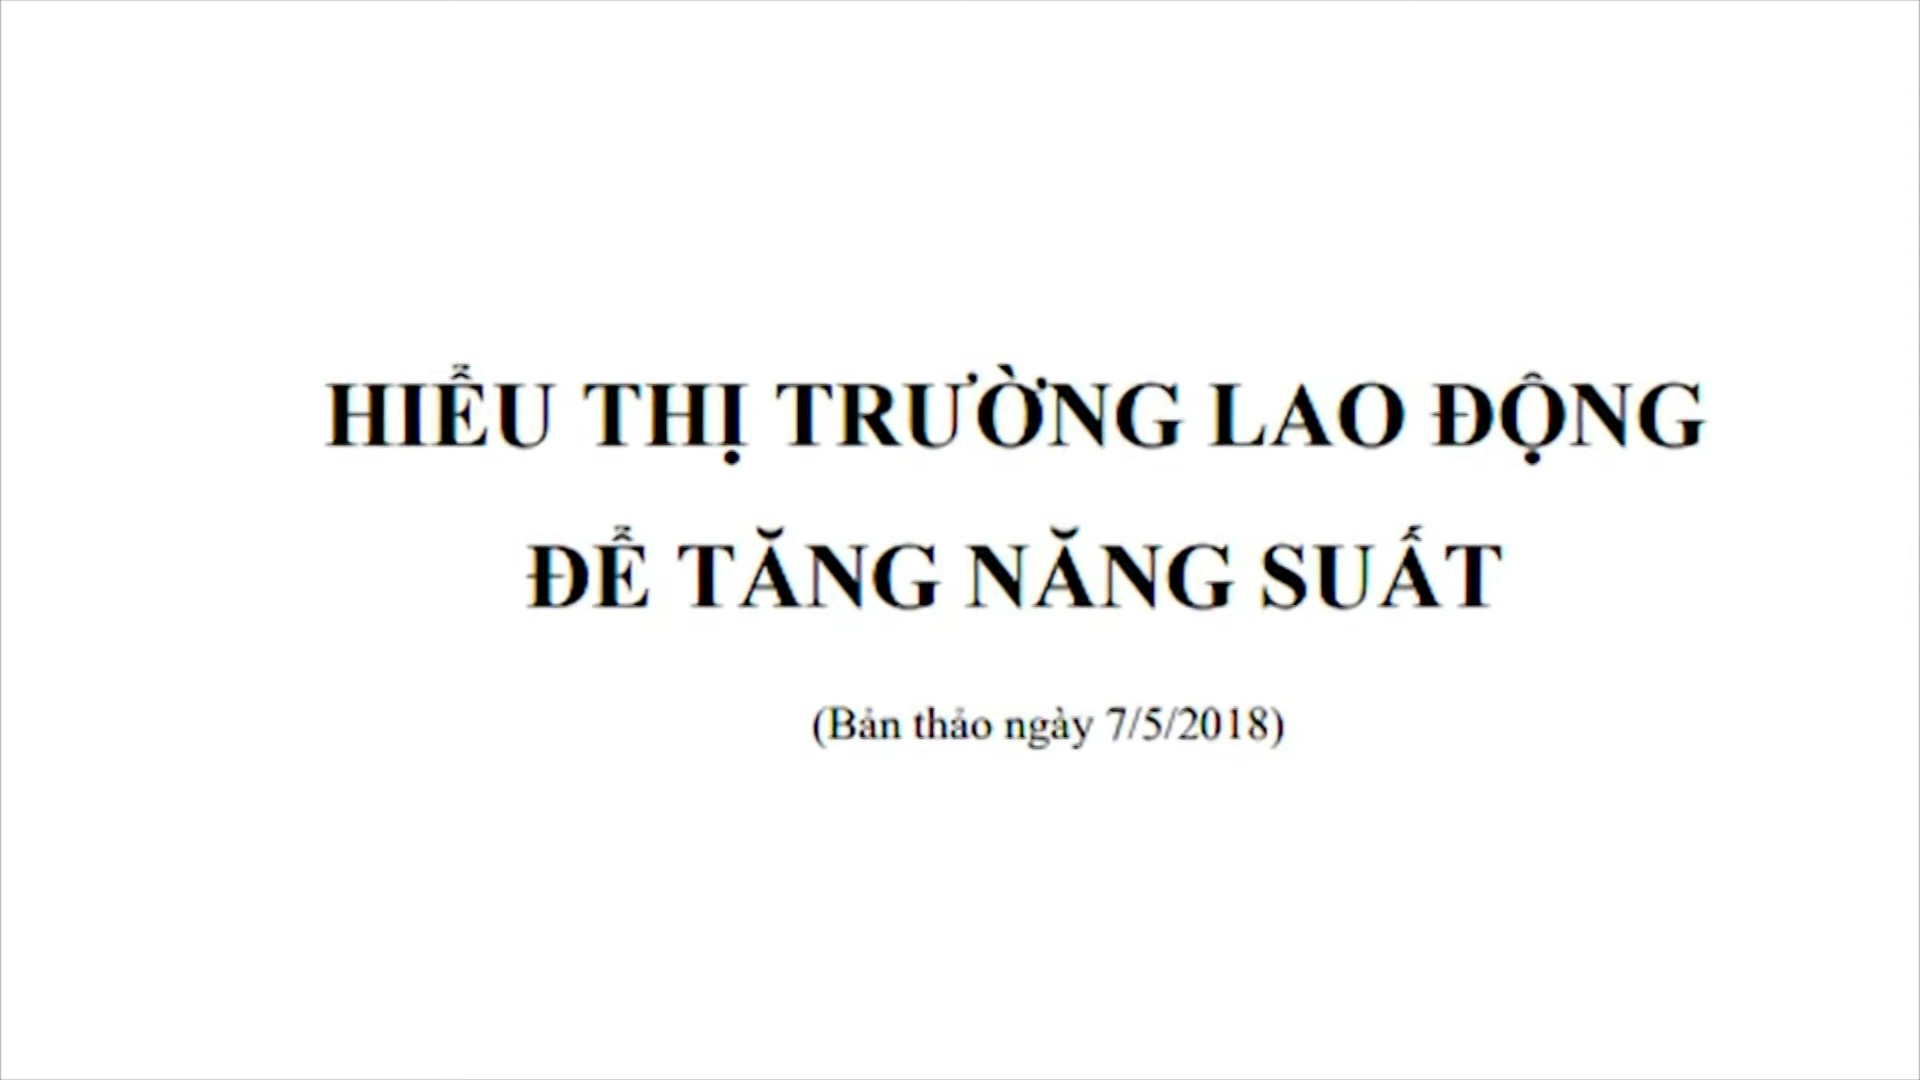 HIỂU THỊ TRƯỜNG LAO ĐỘNG
ĐỂ TĂNG NĂNG SUẤT
(Bản thảo ngày 7/5/2018)